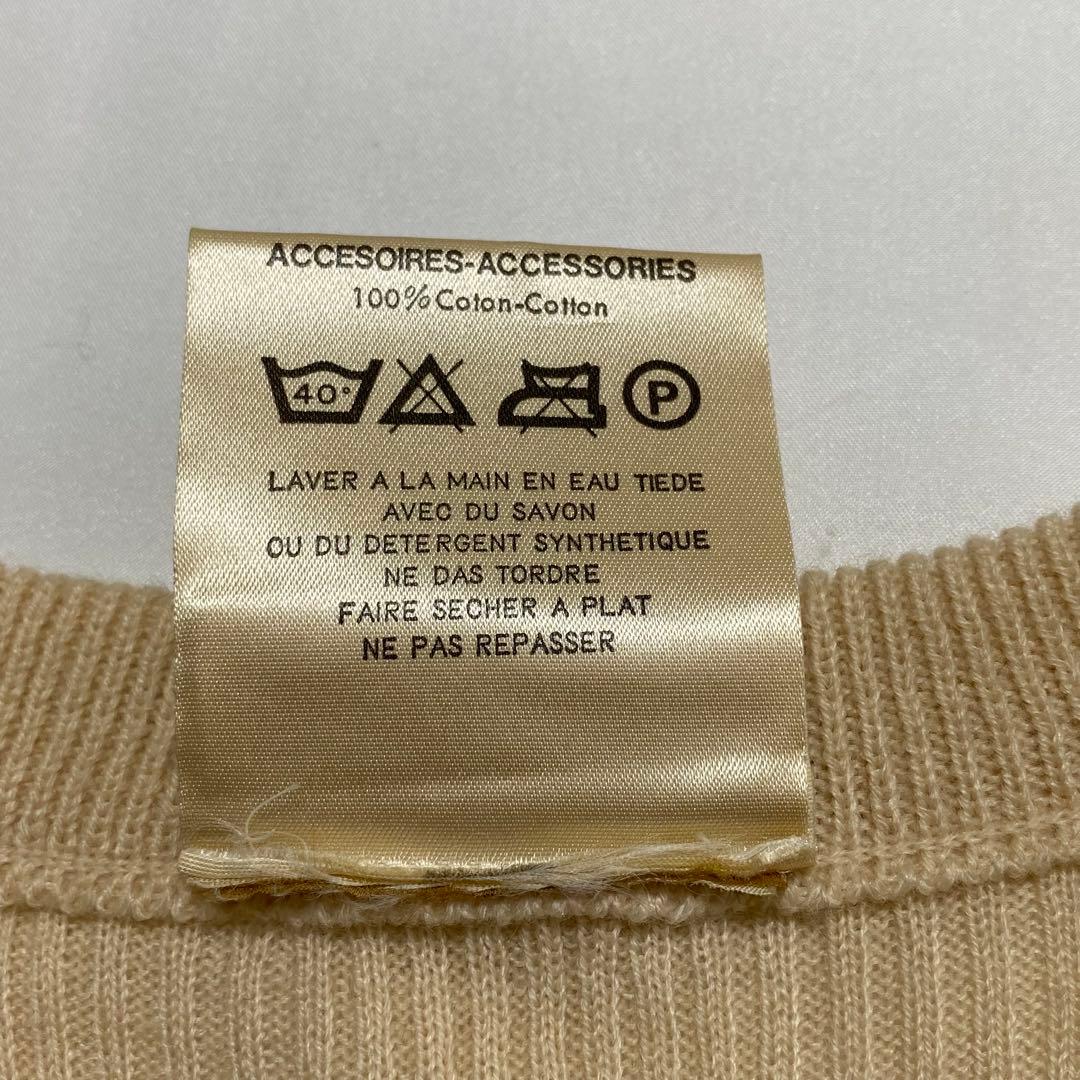 ACCESOIRES-ACCESSORIES
100% Coton-Cotton
40° P
LAVER A LA MAIN EN EAU TIEDE
AVEC DU SAVON
OU DU DETERGENT SYNTHETIQUE
NE DAS TORDRE
FAIRE SECHER A PLAT
NE PAS REPASSER